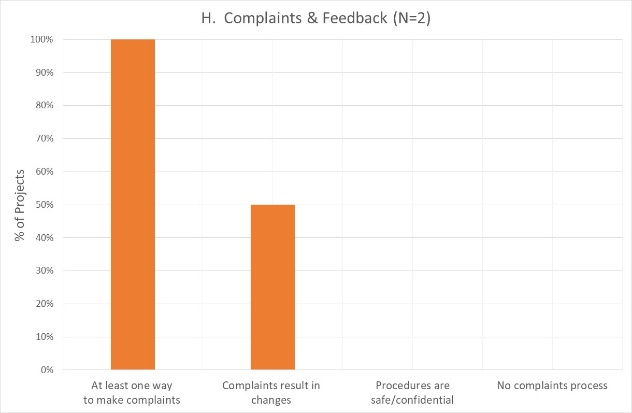 H.  Complaints & Feedback (N=2)
% of Projects
100%
90%
80%
70%
60%
50%
40%
30%
20%
10%
0%
At least one way
to make complaints
Complaints result in
changes
Procedures are
safe/confidential
No complaints process